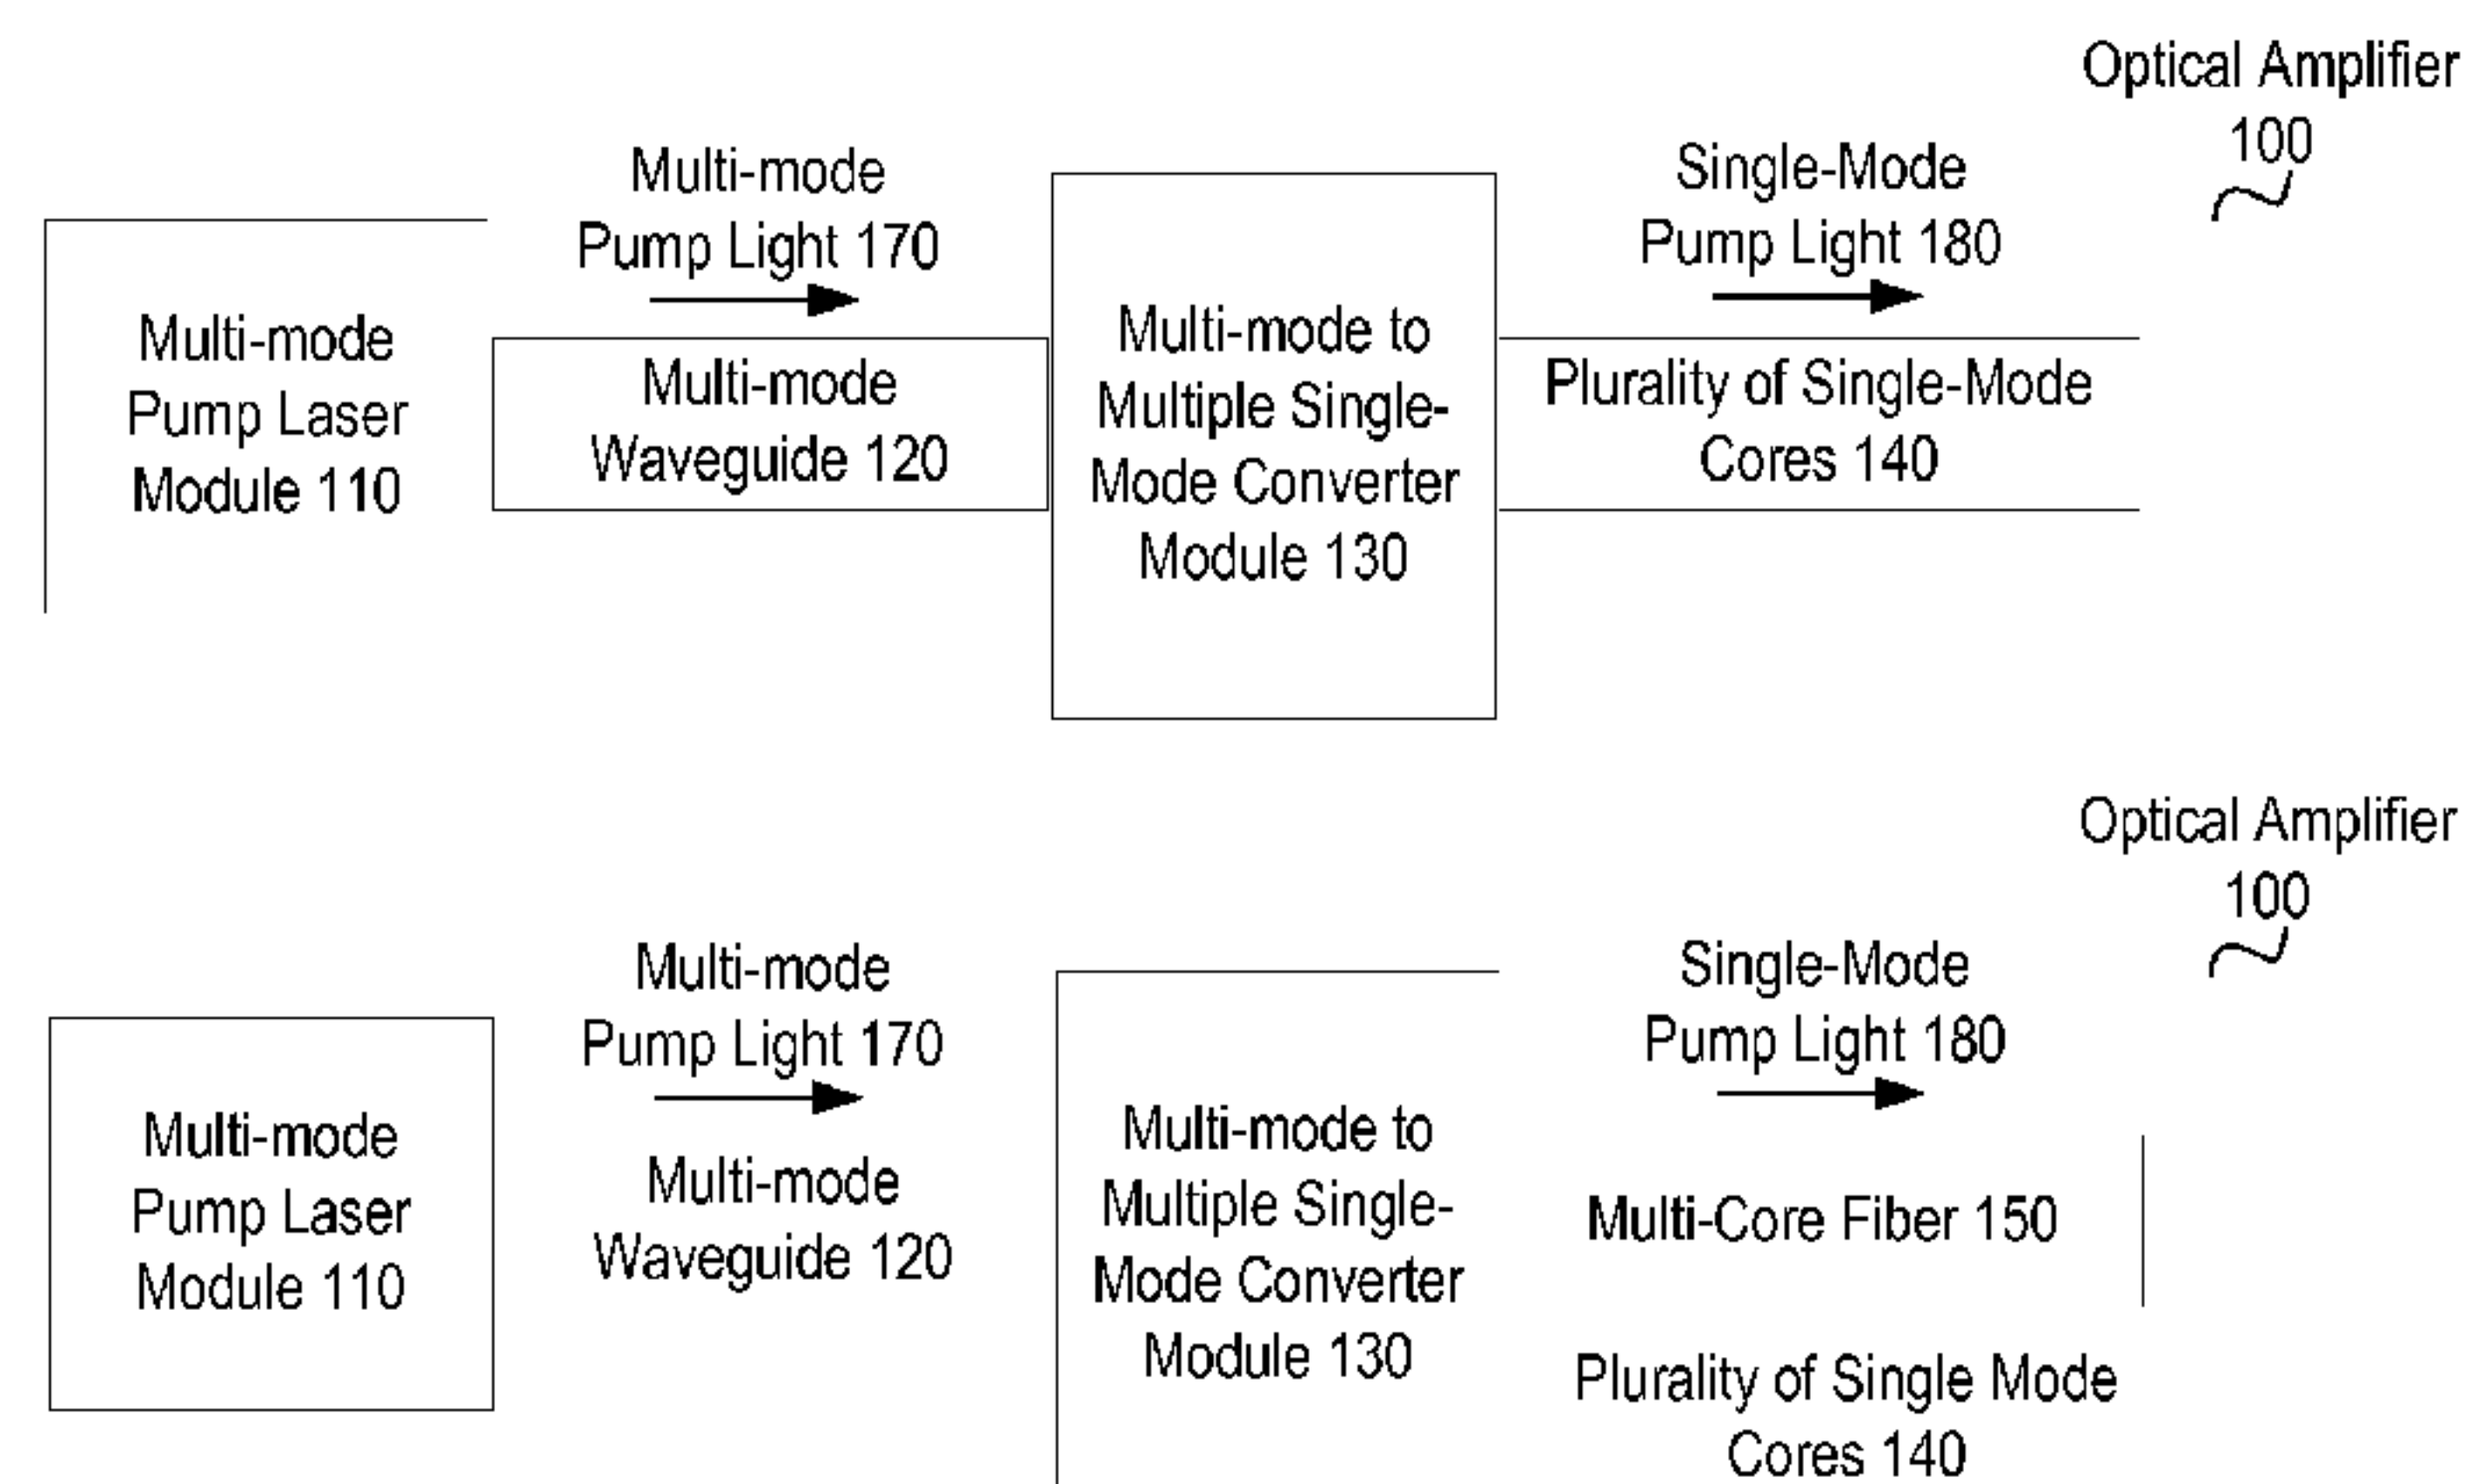 Optical Amplifier
100
Multi-mode
Pump Light 170
Single-Mode
Pump Light 180
Multi-mode
Pump Laser
Module 110
Multi-mode
Waveguide 120
Multi-mode to
Multiple Single-
Mode Converter
Module 130
Plurality of Single-Mode
Cores 140
Optical Amplifier
100
Multi-mode
Pump Light 170
Single-Mode
Pump Light 180
Multi-mode
Pump Laser
Module 110
Multi-mode
Waveguide 120
Multi-mode to
Multiple Single-
Mode Converter
Module 130
Multi-Core Fiber 150
Plurality of Single Mode
Cores 140